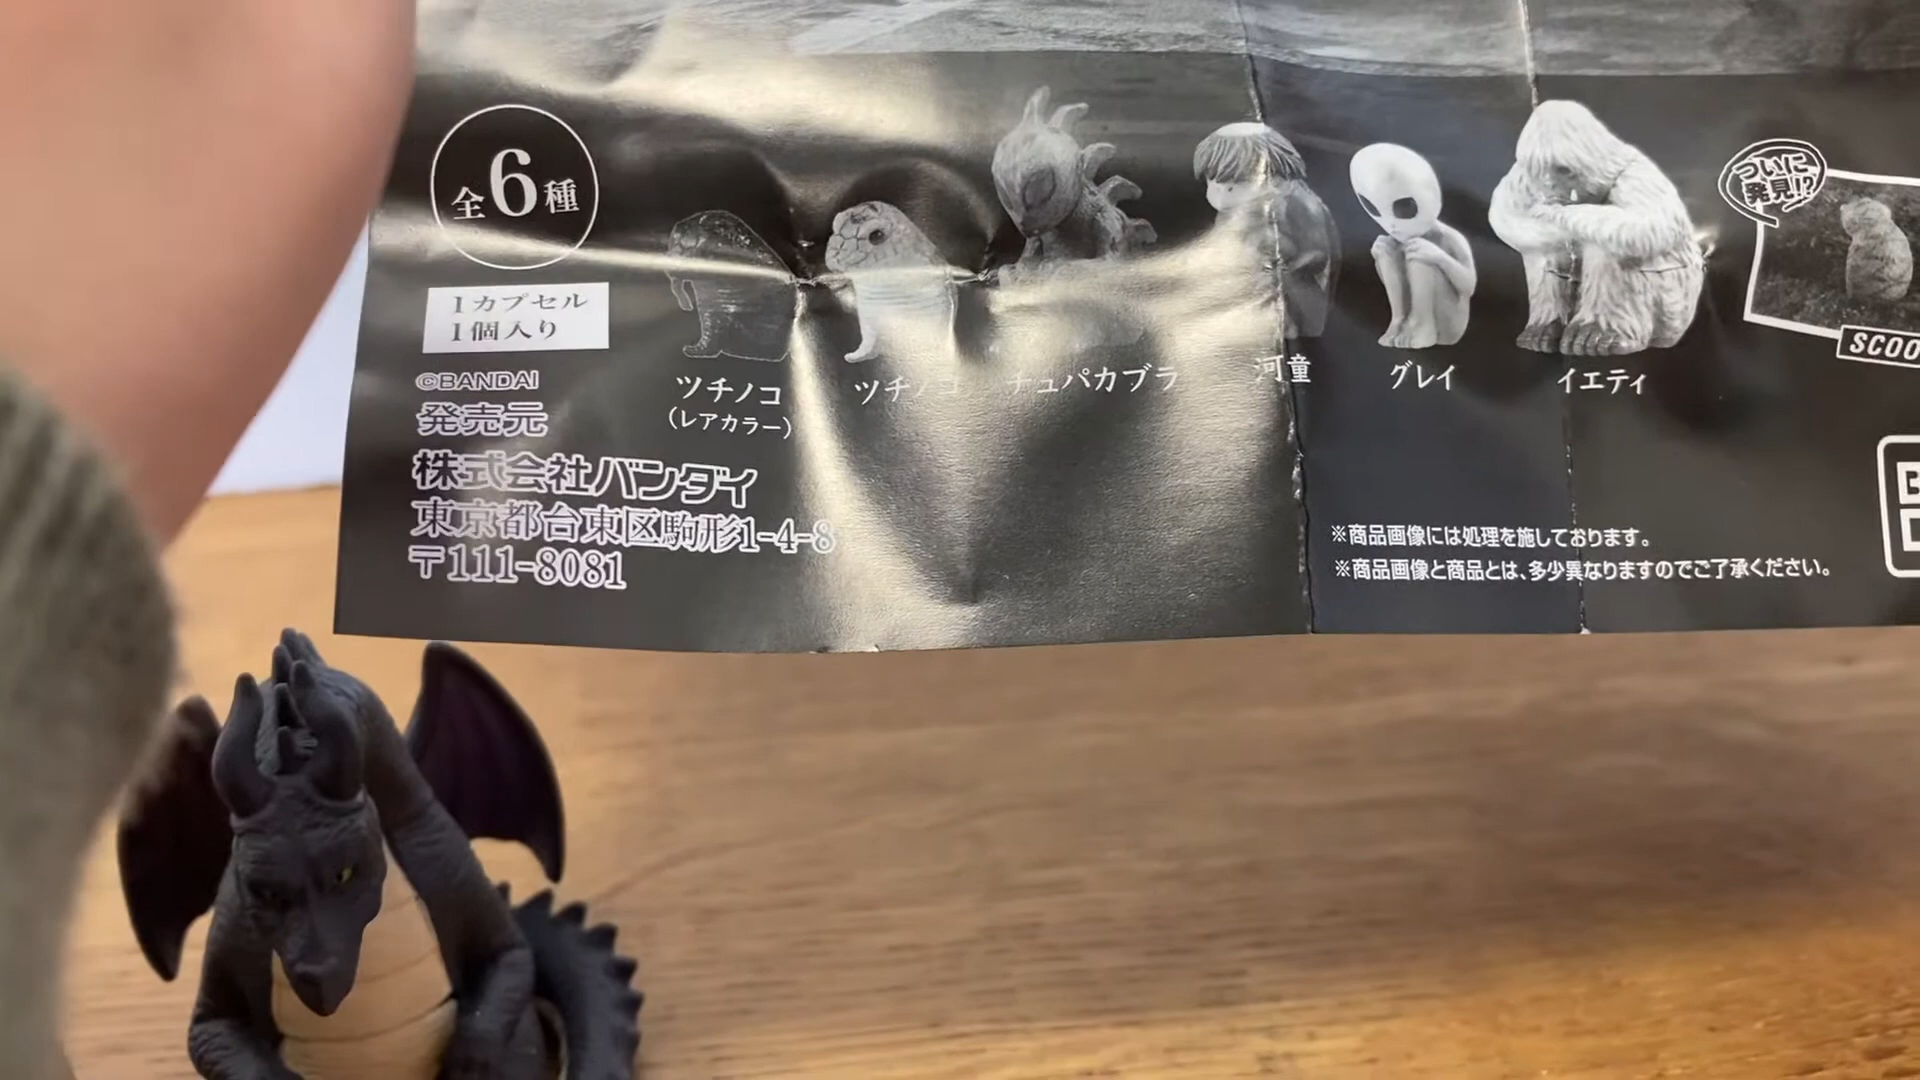 全6種
1カプセル
1個入り
©BANDAI
発売元
株式会社バンダイ
東京都台東区駒形1-4-8
〒111-8081
ツチノコ
(レアカラー)
ツチノコ
チュパカブラ
河童
グレイ
イエティ
ついに
発見!?
SCOO
※商品画像には処理を施しております。
※商品画像と商品とは、多少異なりますのでご了承ください。